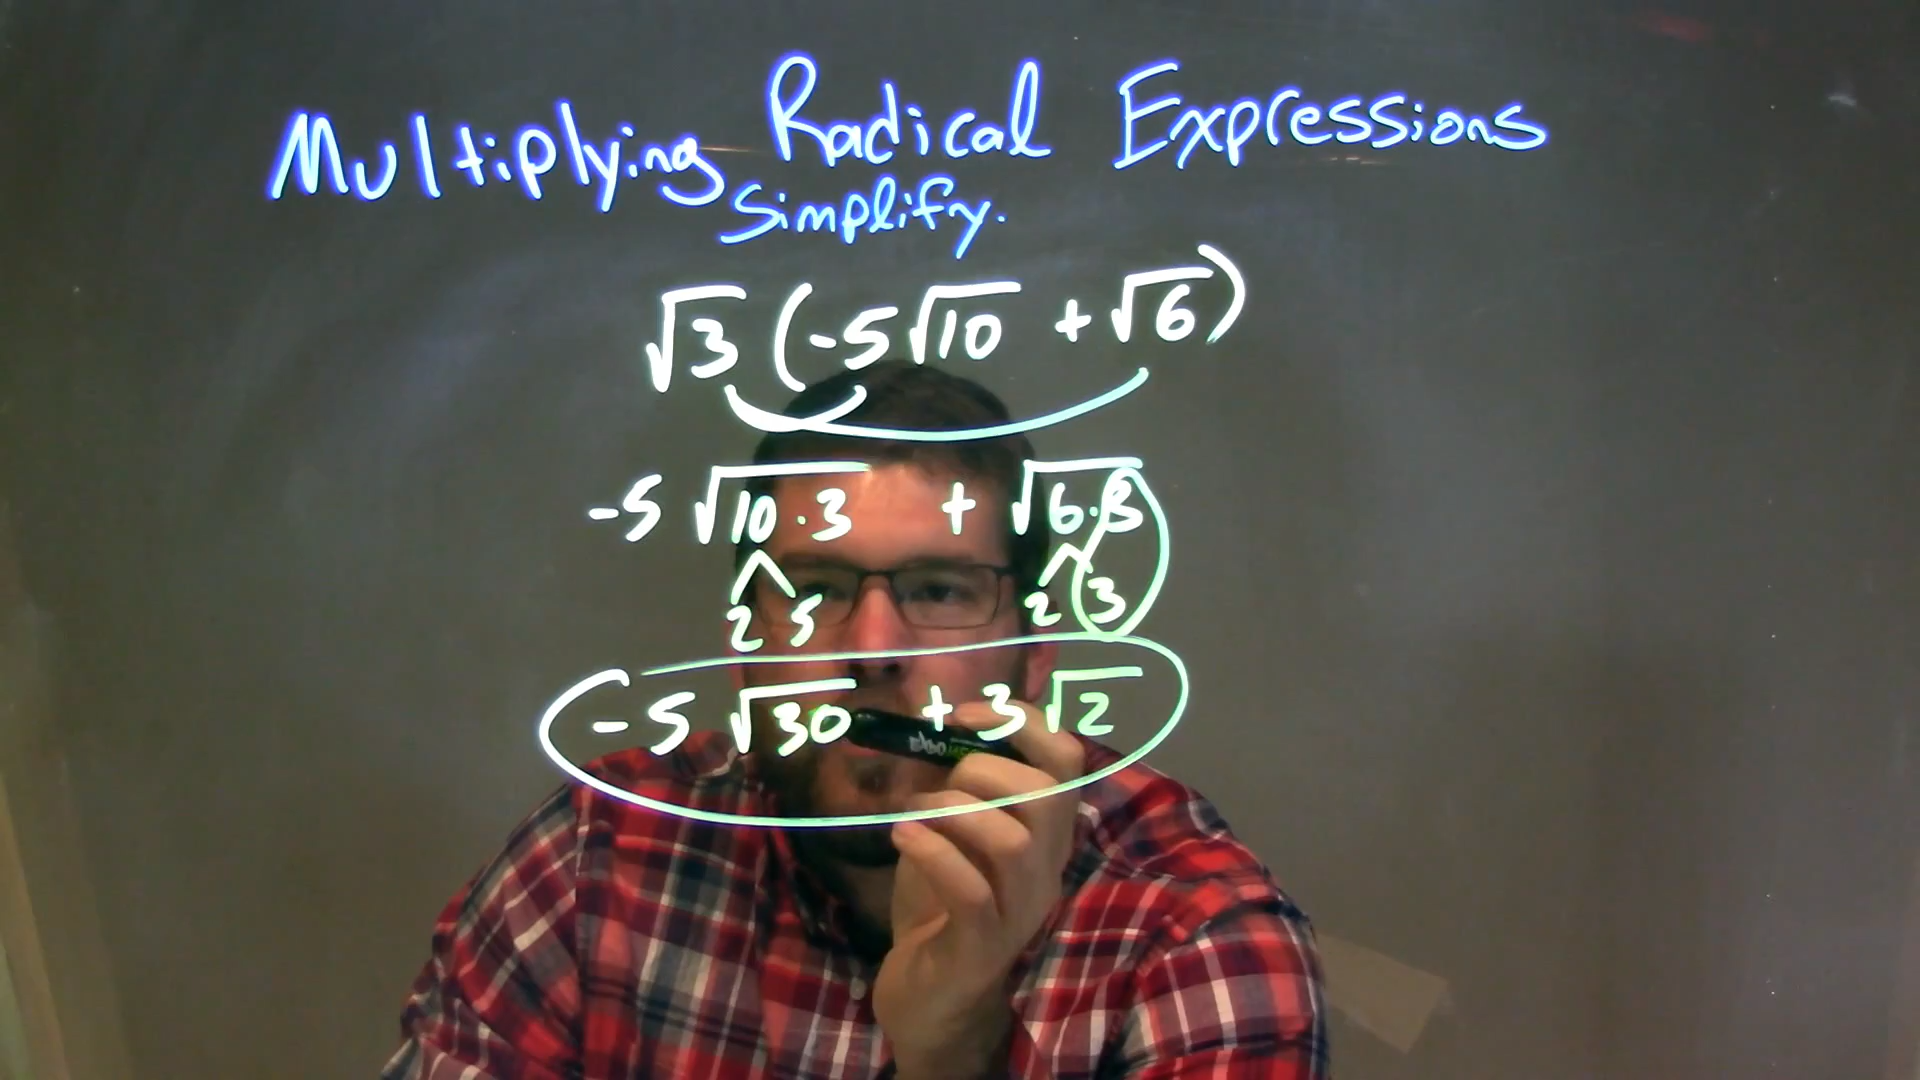 Multiplying Radical Expressions
Simplify.
√3 (-5√10 + √6)
-5 √10·3 + √6·3
2 5 2 3
-5 √30 + 3√2
EXPO